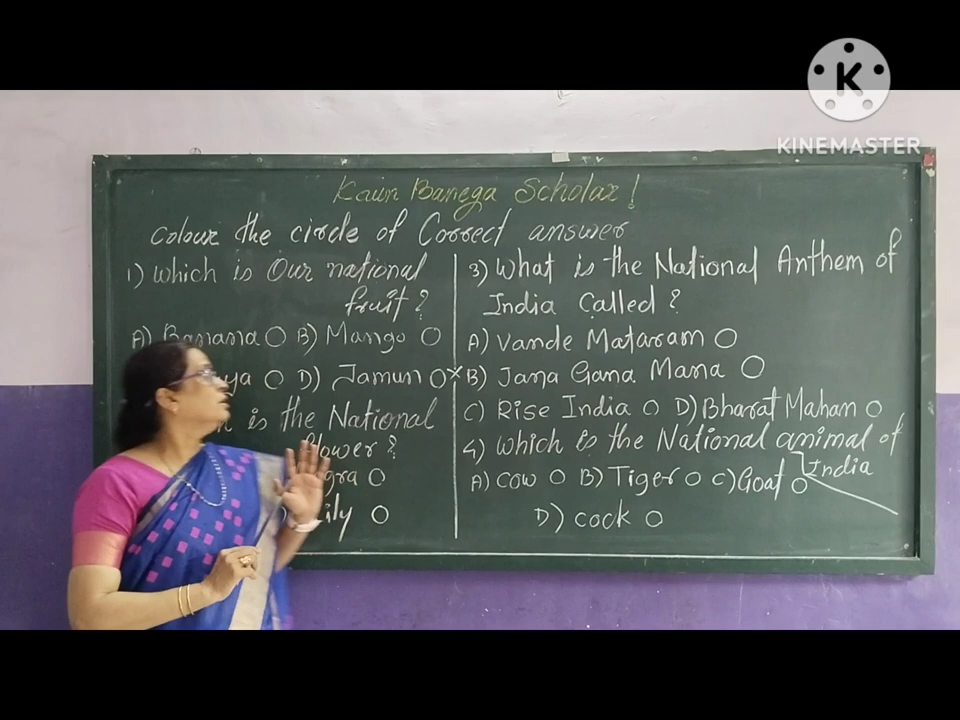 K
KINEMASTER
Kaun Banega Scholar!
Colour the circle of Correct answer
1) Which is Our national
fruit?
A) Banana O B) Mango O
D) Jamun O
is the National
flower?
3) What is the National Anthem of
India Called?
A) Vande Mataram O
B) Jana Gana Mana O
C) Rise India O D) Bharat Maham O
4) Which is the National animal of
India
A) Cow O B) Tiger O C) Goat O
D) Cock O